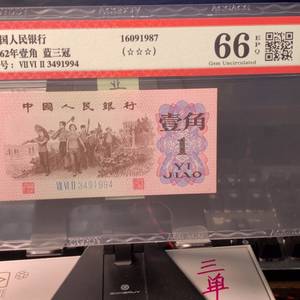 国人民银行
62年壹角 蓝三冠
号: Ⅶ Ⅵ Ⅱ 3491994
16091987
(☆☆☆)
66
EPQ
Gem Uncirculated
中国人民银行
壹角
1
YI
JIAO
Ⅶ Ⅵ Ⅱ 3491994
三单